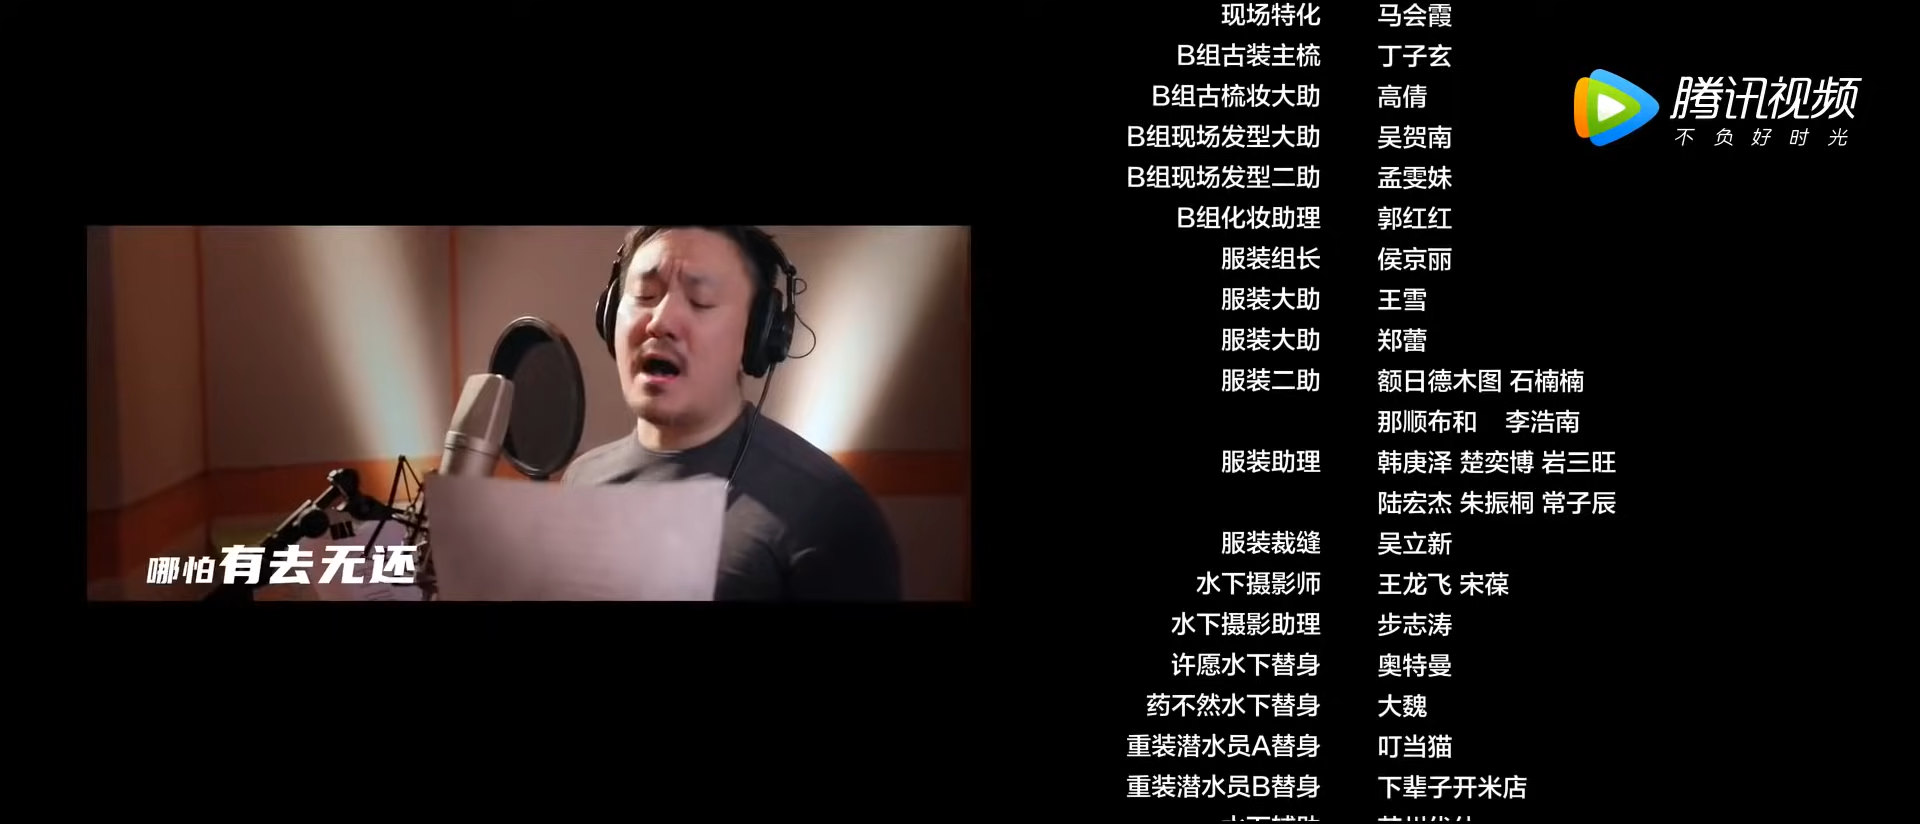 现场特化 马会霞
B组古装主梳 丁子玄
B组古梳妆大助 高倩
B组现场发型大助 吴贺南
B组现场发型二助 孟雯妹
B组化妆助理 郭红红
服装组长 侯京丽
服装大助 王雪
服装大助 郑蕾
服装二助 额日德木图 石楠楠
那顺布和 李浩南
服装助理 韩庚泽 楚奕博 岩三旺
陆宏杰 朱振桐 常子辰
服装裁缝 吴立新
水下摄影师 王龙飞 宋葆
水下摄影助理 步志涛
许愿水下替身 奥特曼
药不然水下替身 大魏
重装潜水员A替身 叮当猫
重装潜水员B替身 下辈子开米店
腾讯视频
不负好时光
哪怕有去无还